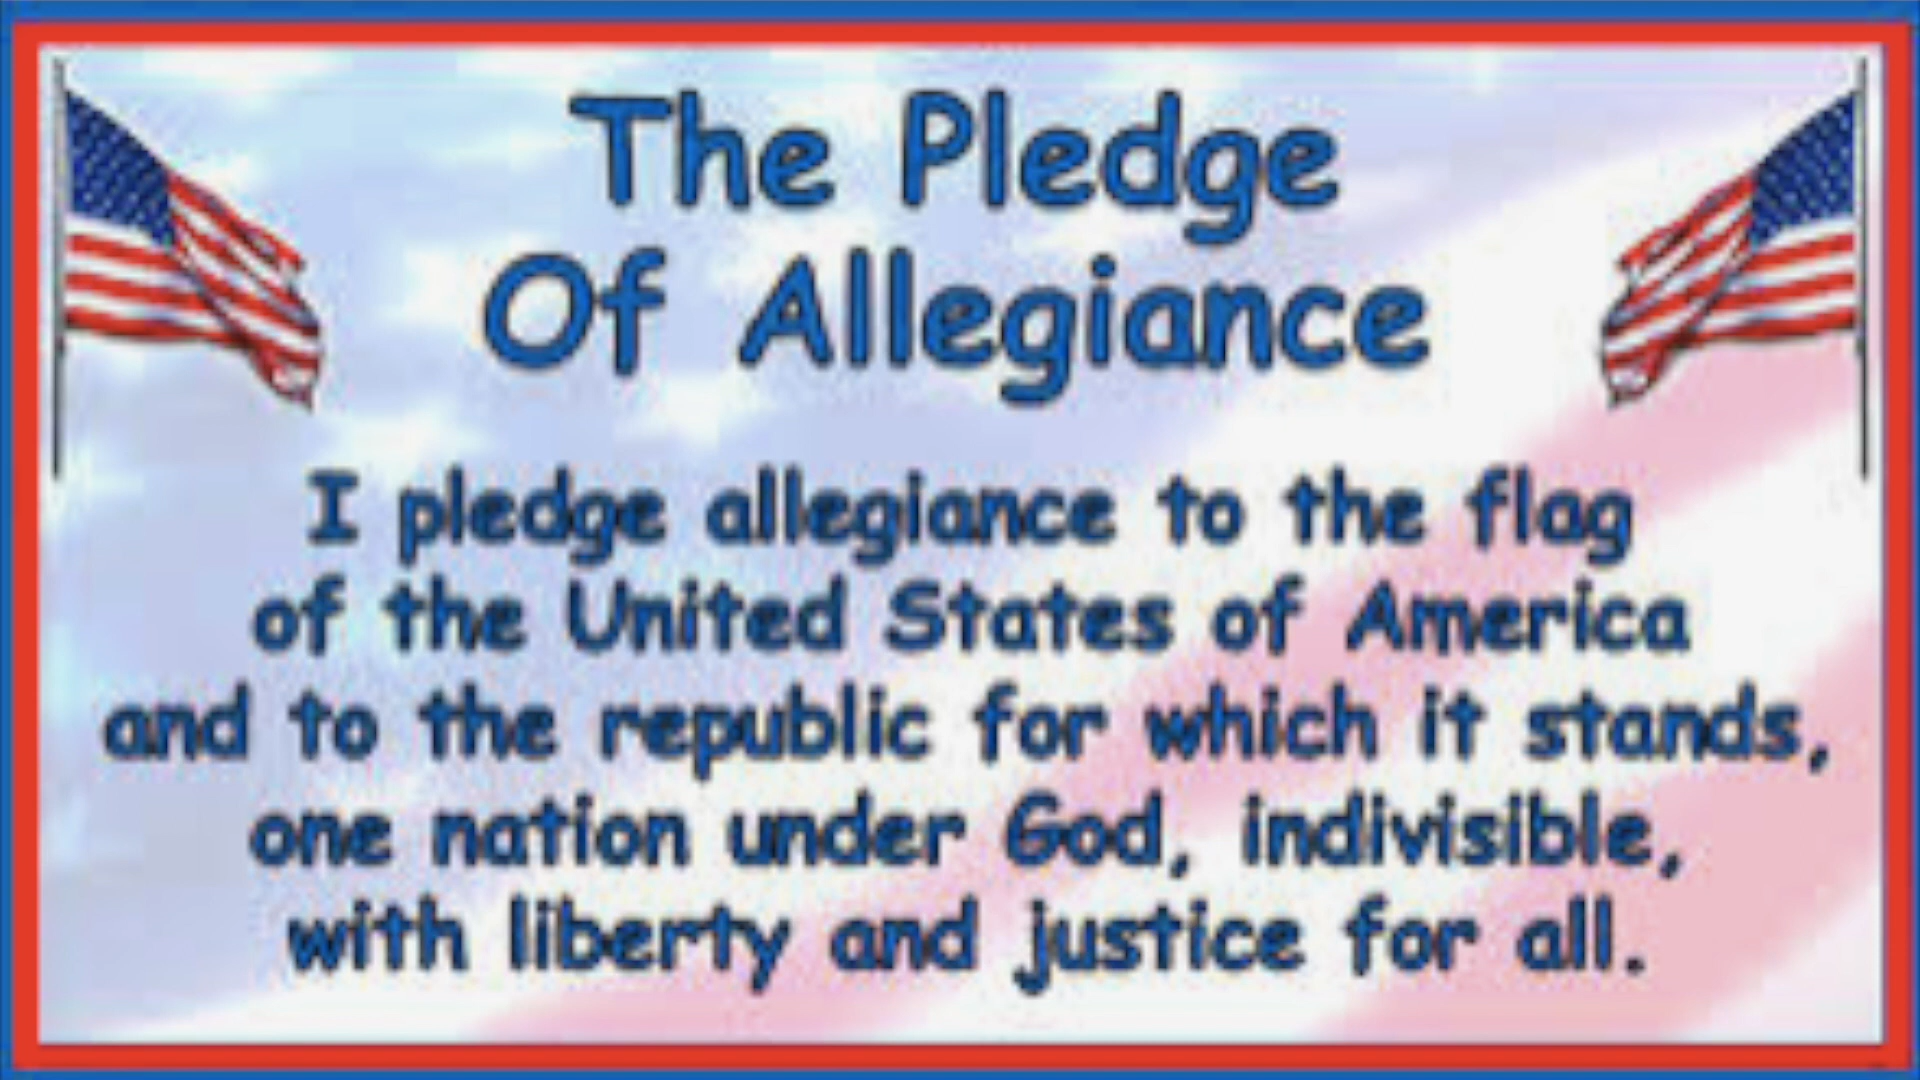 The Pledge
Of Allegiance
I pledge allegiance to the flag
of the United States of America
and to the republic for which it stands,
one nation under God, indivisible,
with liberty and justice for all.